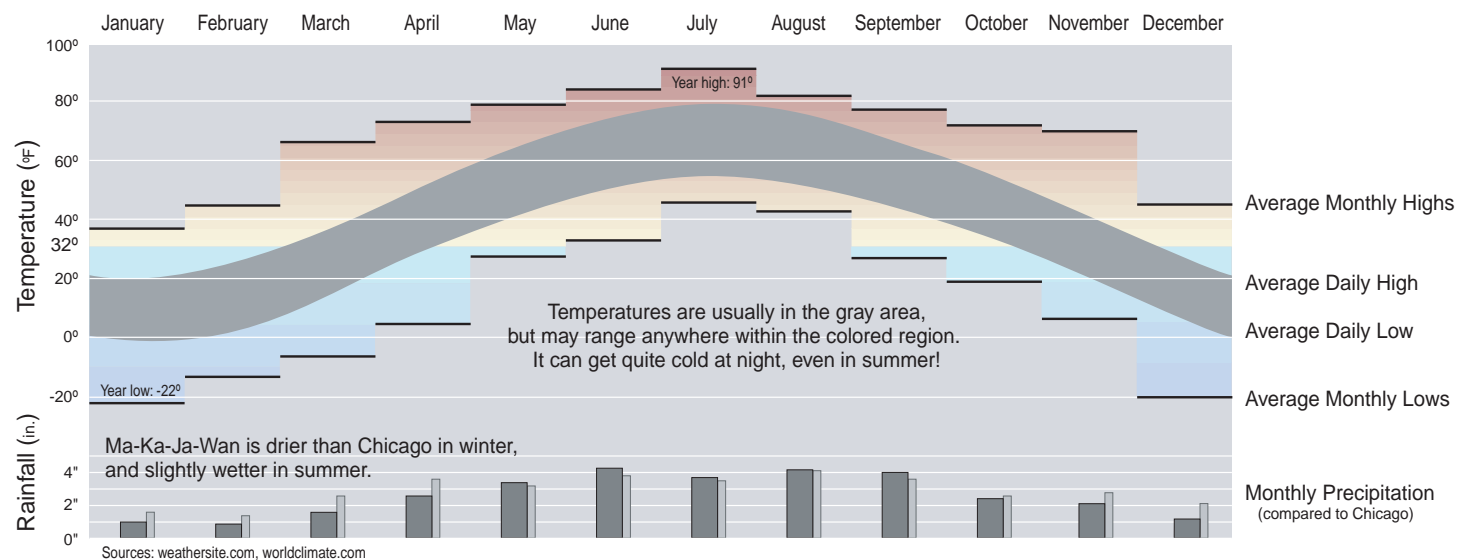 January February March April May June July August September October November December
100º
80º
60º
40º
32º
20º
0º
-20º
Temperature (ºF)
Year high: 91º
Year low: -22º
Temperatures are usually in the gray area,
but may range anywhere within the colored region.
It can get quite cold at night, even in summer!
Average Monthly Highs
Average Daily High
Average Daily Low
Average Monthly Lows
Ma-Ka-Ja-Wan is drier than Chicago in winter,
and slightly wetter in summer.
Rainfall (in.)
4"
2"
0"
Monthly Precipitation
(compared to Chicago)
Sources: weathersite.com, worldclimate.com